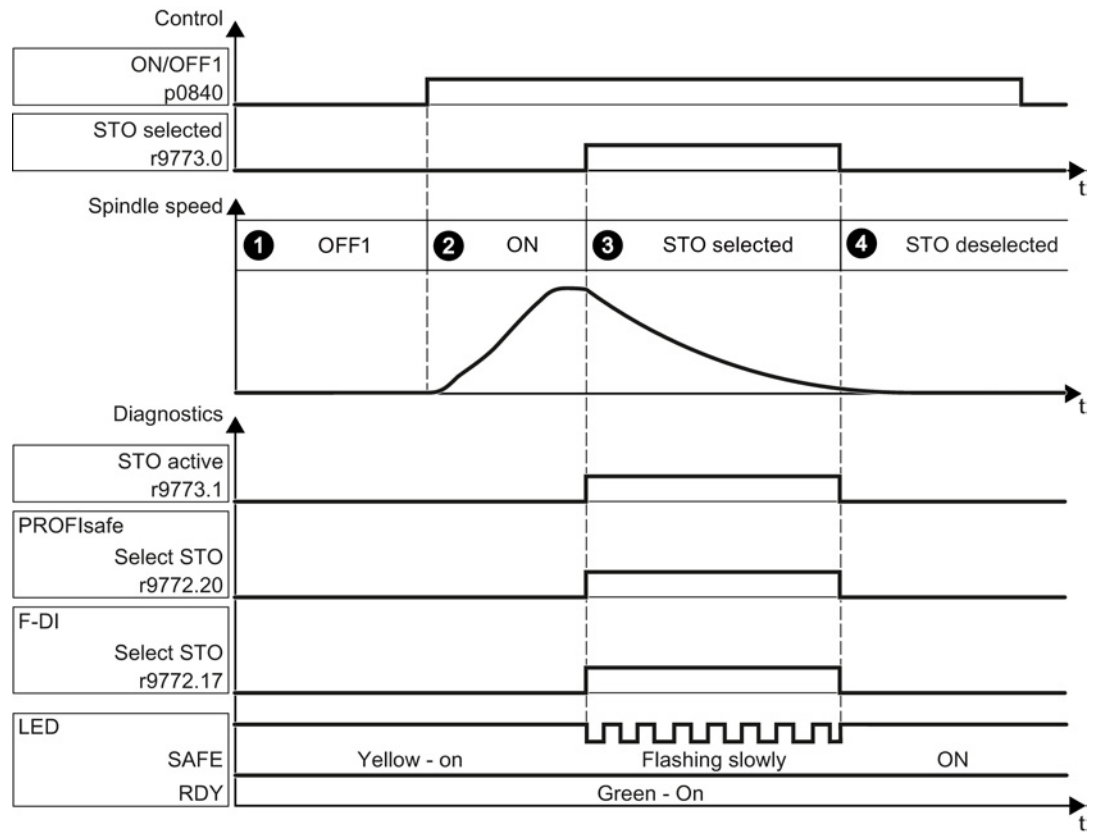 Control
ON/OFF1
p0840
STO selected
r9773.0
t
Spindle speed
1 OFF1 2 ON 3 STO selected 4 STO deselected
t
Diagnostics
STO active
r9773.1
PROFIsafe
Select STO
r9772.20
F-DI
Select STO
r9772.17
LED
SAFE Yellow - on Flashing slowly ON
RDY Green - On
t